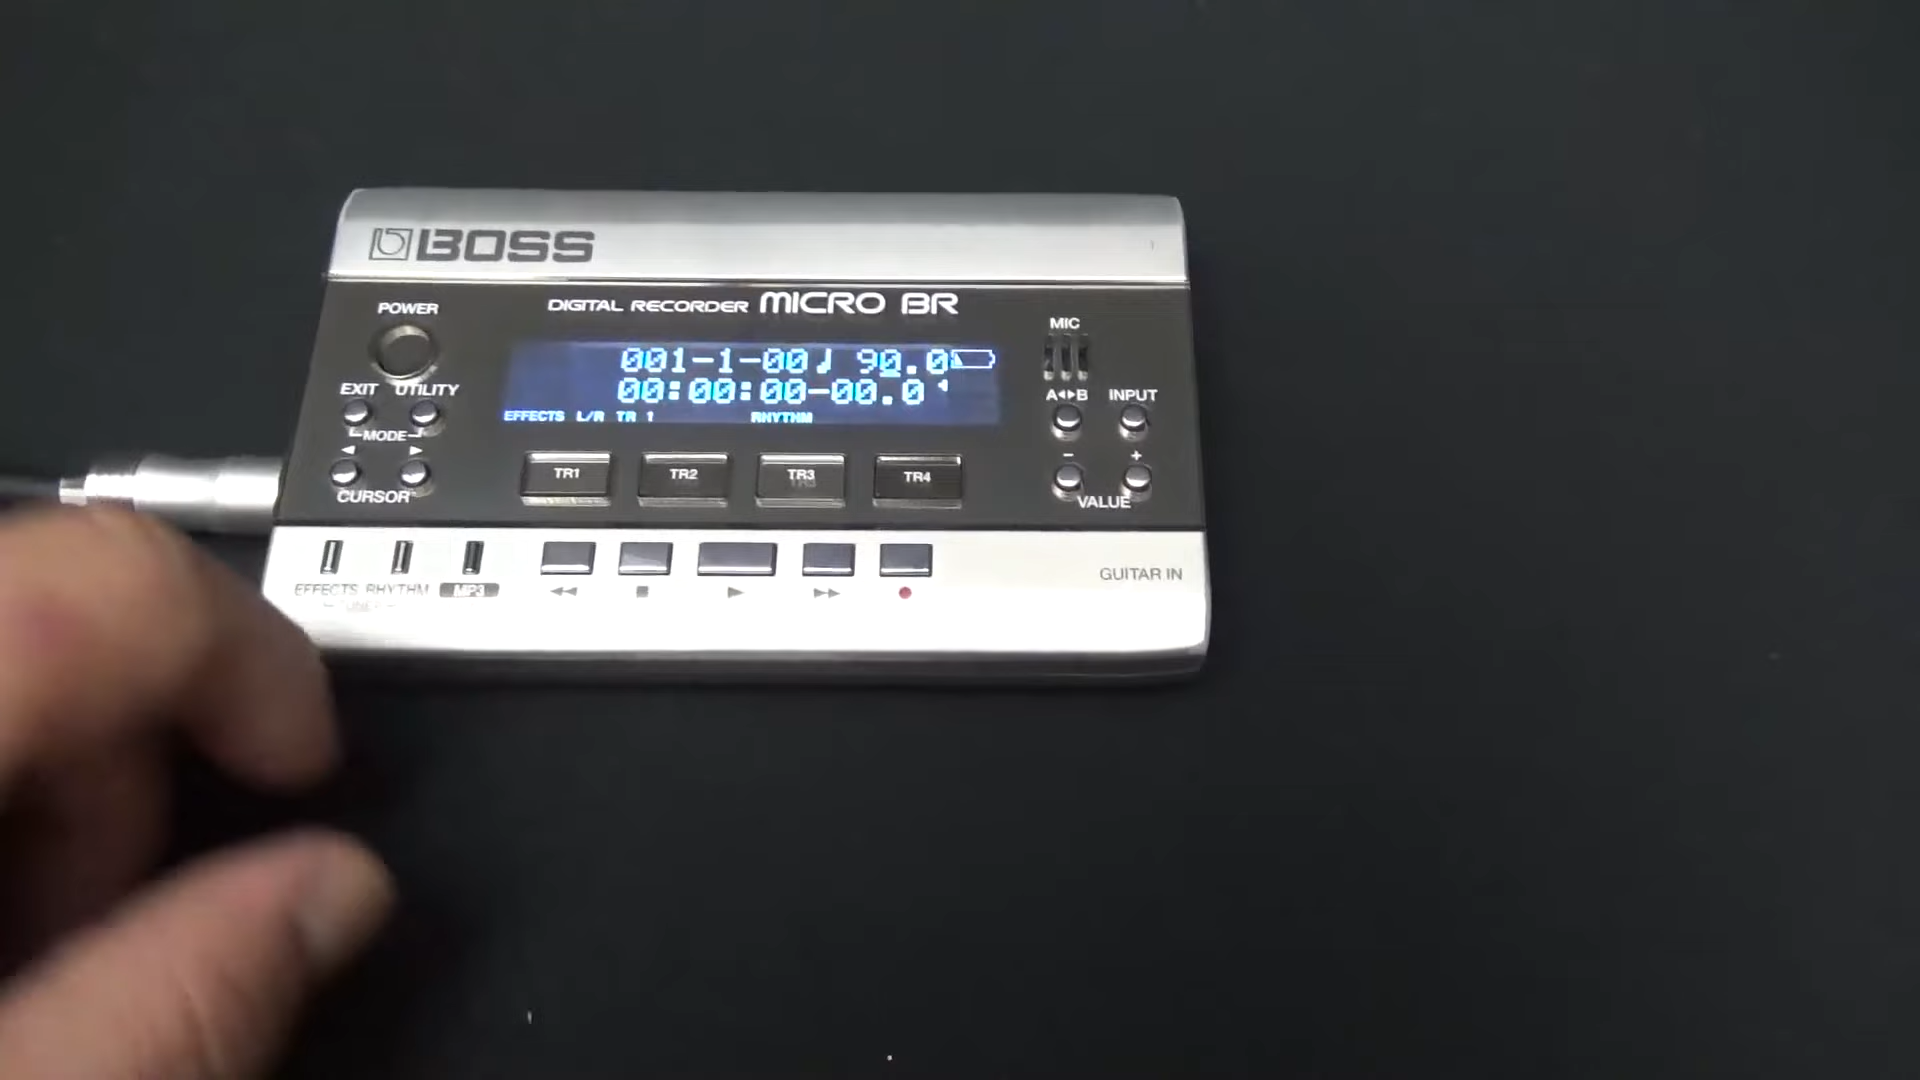 BOSS
DIGITAL RECORDER MICRO BR
POWER
MIC
001-1-00♩ 90.0
00:00:00-00.0
EFFECTS L/R TR 1 RHYTHM
EXIT UTILITY
MODE
CURSOR
A◂▸B INPUT
- +
VALUE
TR1 TR2 TR3 TR4
EFFECTS RHYTHM MP3
TUNER
GUITAR IN